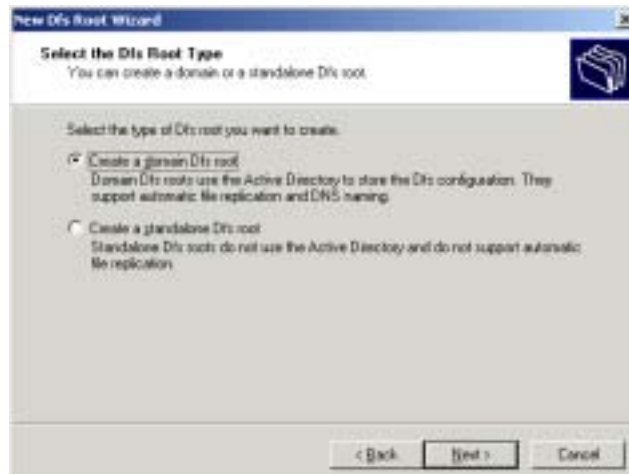 New Dfs Root Wizard
Select the Dfs Root Type
You can create a domain or a standalone Dfs root.
Select the type of Dfs root you want to create.
Create a domain Dfs root
Domain Dfs roots use the Active Directory to store the Dfs configuration. They
support automatic file replication and DNS naming.
Create a standalone Dfs root
Standalone Dfs roots do not use the Active Directory and do not support automatic
file replication.
< Back
Next >
Cancel